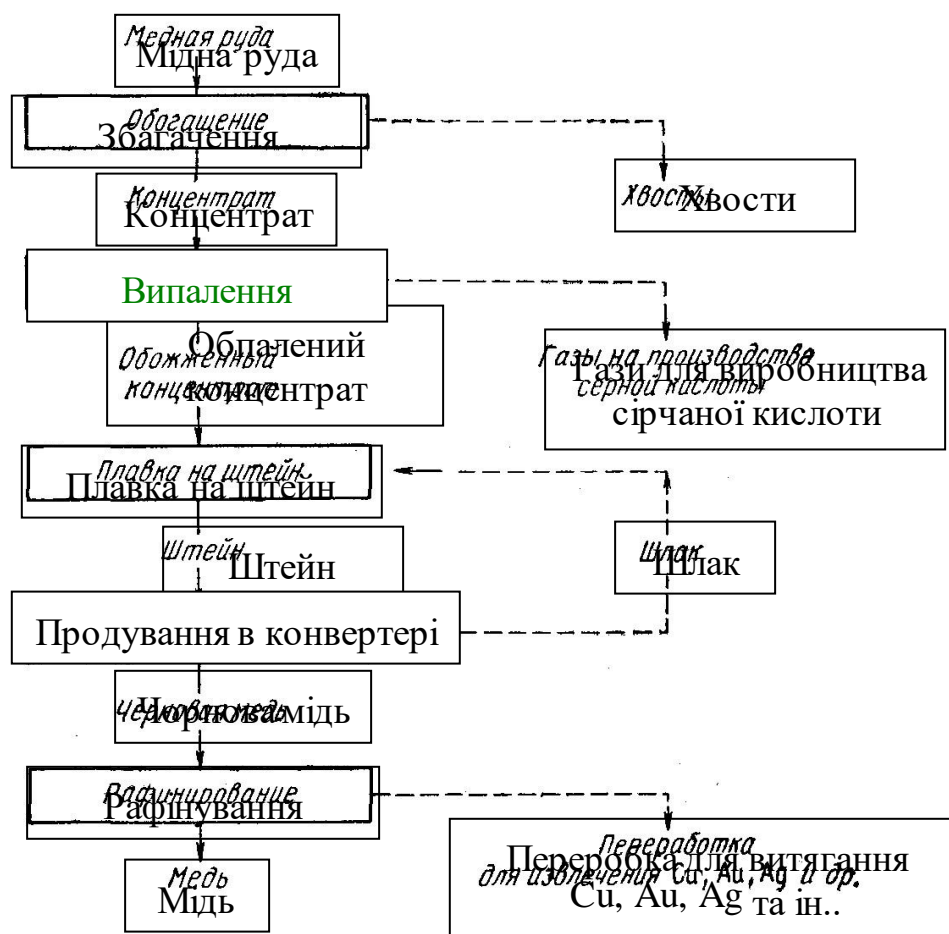 Медная руда
Мідна руда
Обогащение
Збагачення
Концентрат
Концентрат
Хвосты
Хвости
Випалення
Обпалений
концентрат
Обожженный
концентрат
Газы на производство
серной кислоты
Гази для виробництва
сірчаної кислоти
Плавка на штейн
Плавка на штейн
Штейн
Штейн
Шлак
Шлак
Продування в конвертері
Черновая медь
Чорнова мідь
Рафинирование
Рафінування
Переработка
для извлечения Cu, Au, Ag и др.
Переробка для витягання
Cu, Au, Ag та ін..
Медь
Мідь